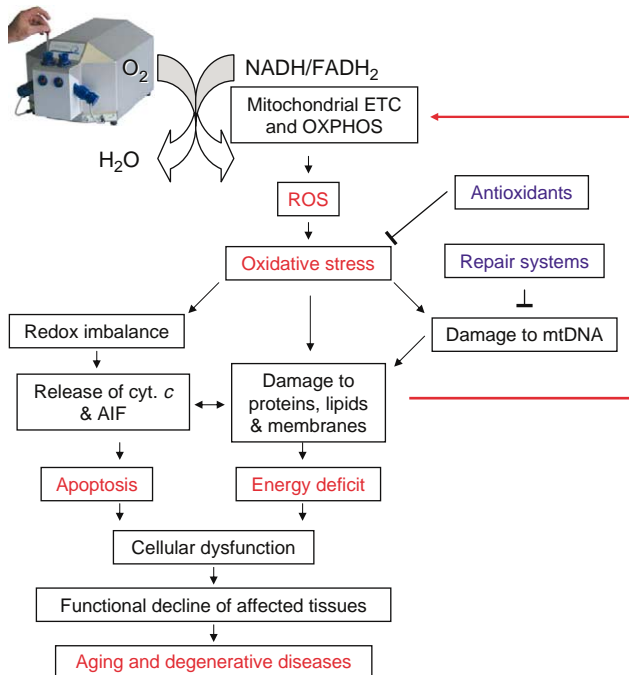 O₂
NADH/FADH₂
Mitochondrial ETC
and OXPHOS
H₂O
ROS
Antioxidants
Oxidative stress
Repair systems
Redox imbalance
Damage to mtDNA
Release of cyt. c
& AIF
Damage to
proteins, lipids
& membranes
Apoptosis
Energy deficit
Cellular dysfunction
Functional decline of affected tissues
Aging and degenerative diseases